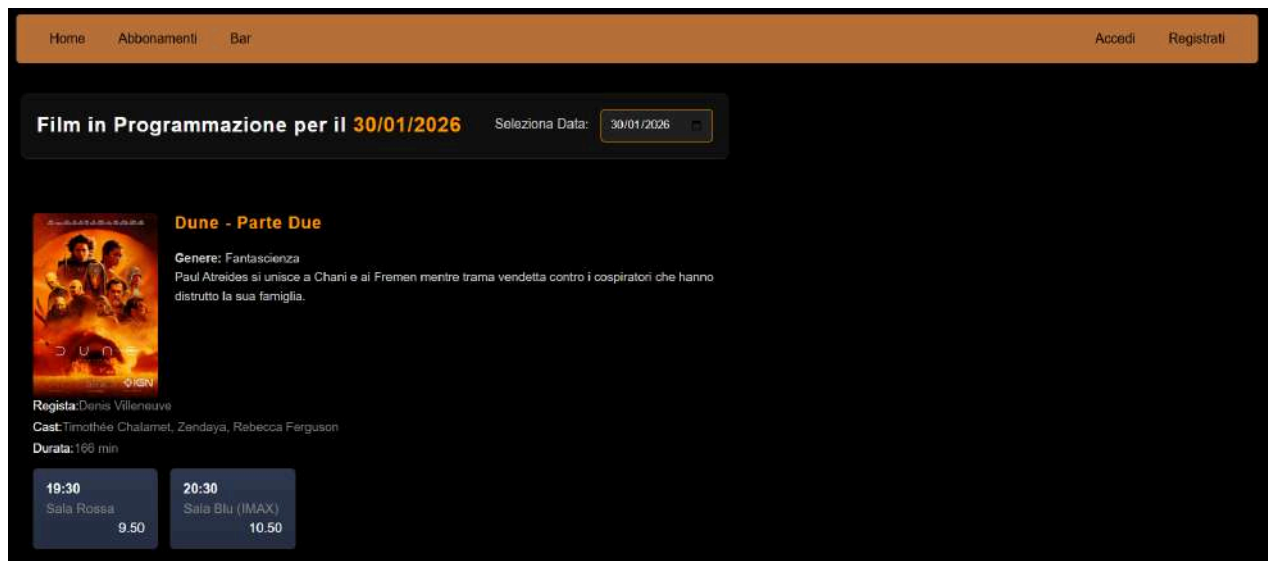 Home Abbonamenti Bar Accedi Registrati
Film in Programmazione per il 30/01/2026 Seleziona Data: 30/01/2026
Dune - Parte Due
Genere: Fantascienza
Paul Atreides si unisce a Chani e ai Fremen mentre trama vendetta contro i cospiratori che hanno
distrutto la sua famiglia.
DUNE
IGN
Regista:Denis Villeneuve
Cast:Timothée Chalamet, Zendaya, Rebecca Ferguson
Durata:166 min
19:30 20:30
Sala Rossa Sala Blu (IMAX)
9.50 10.50